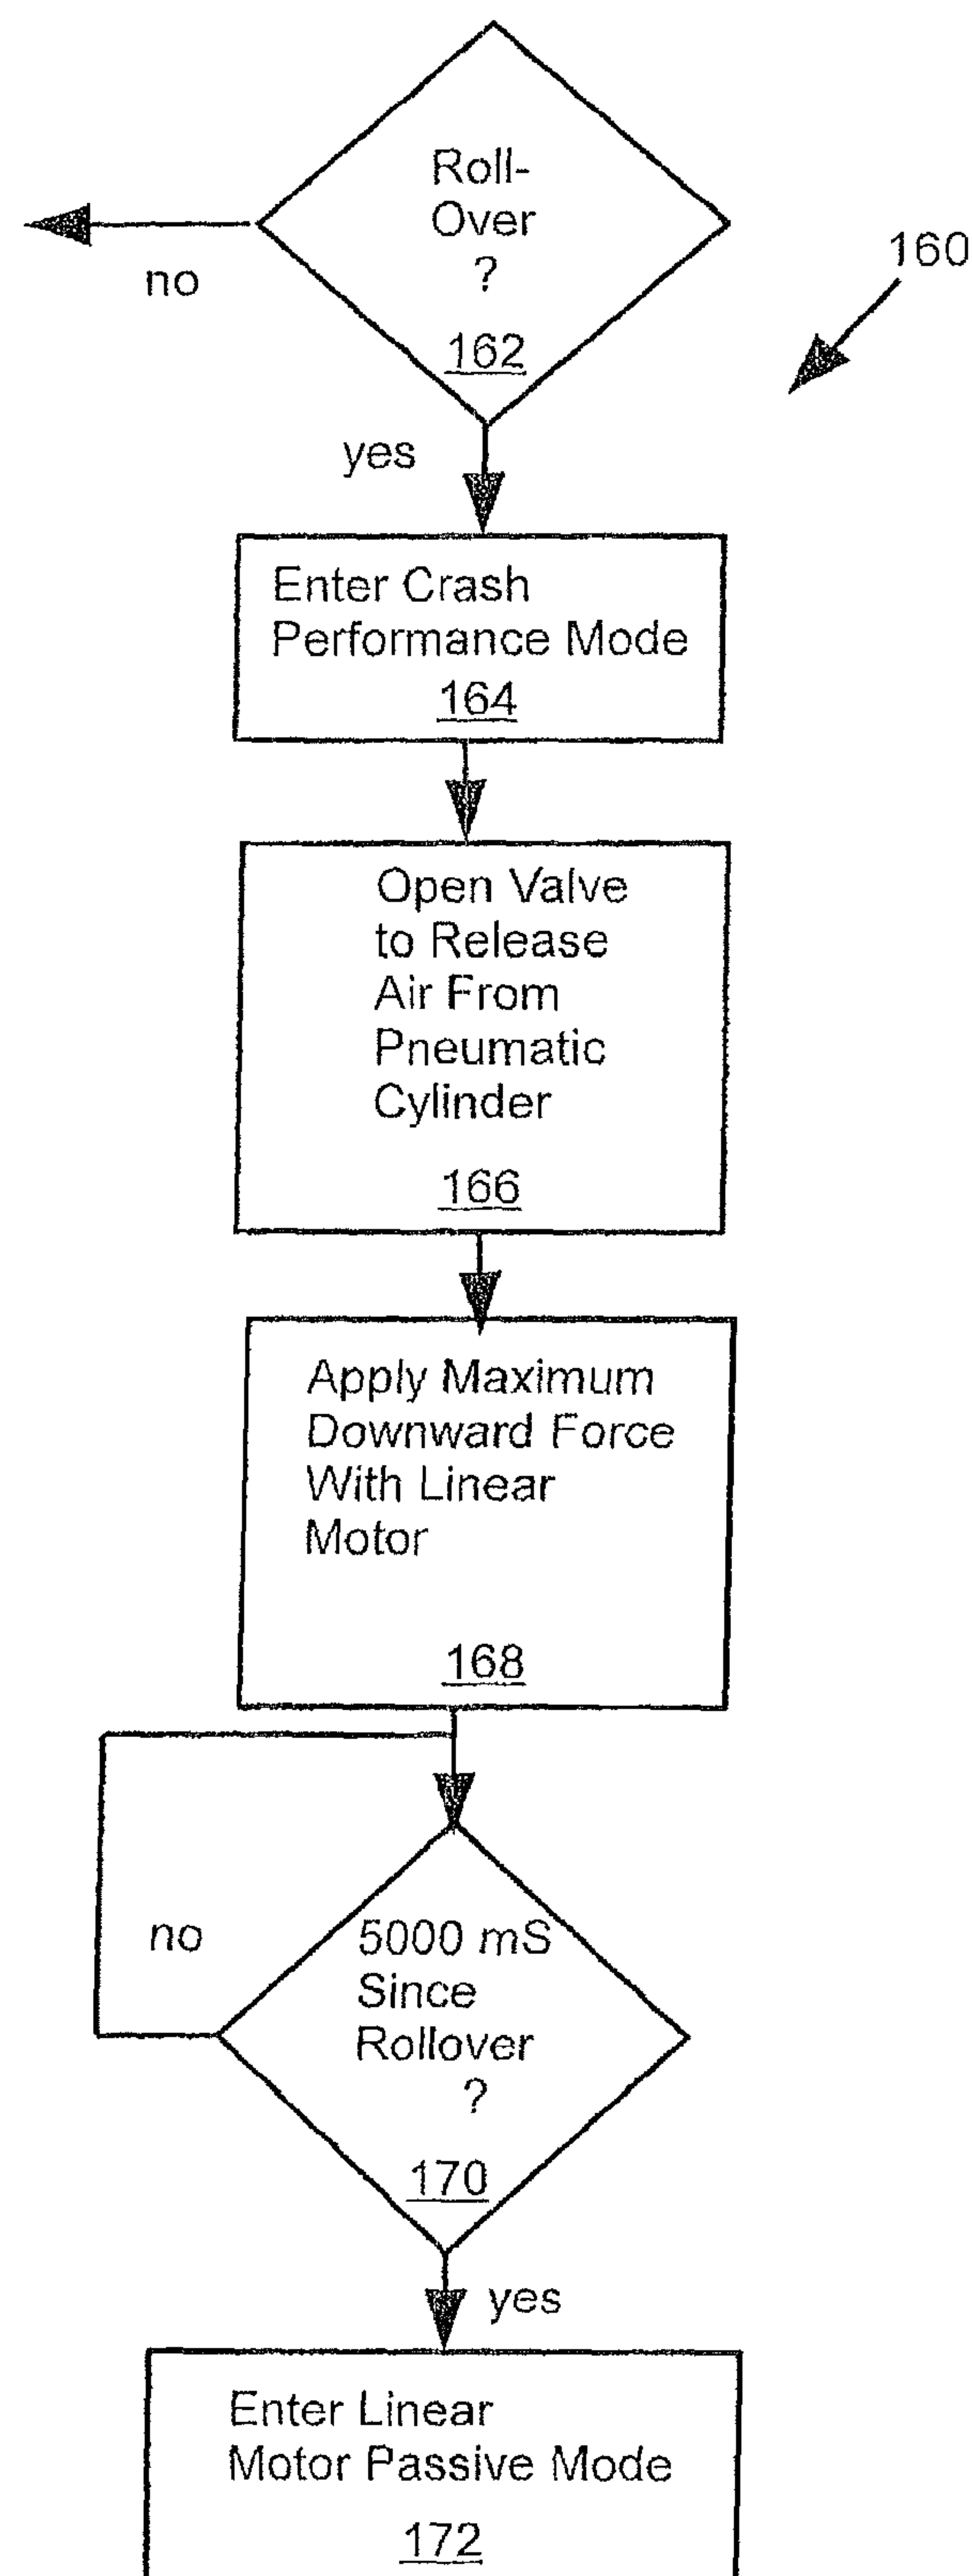 Roll-
Over
?
162
no
160
yes
Enter Crash
Performance Mode
164
Open Valve
to Release
Air From
Pneumatic
Cylinder
166
Apply Maximum
Downward Force
With Linear
Motor
168
no
5000 mS
Since
Rollover
?
170
yes
Enter Linear
Motor Passive Mode
172